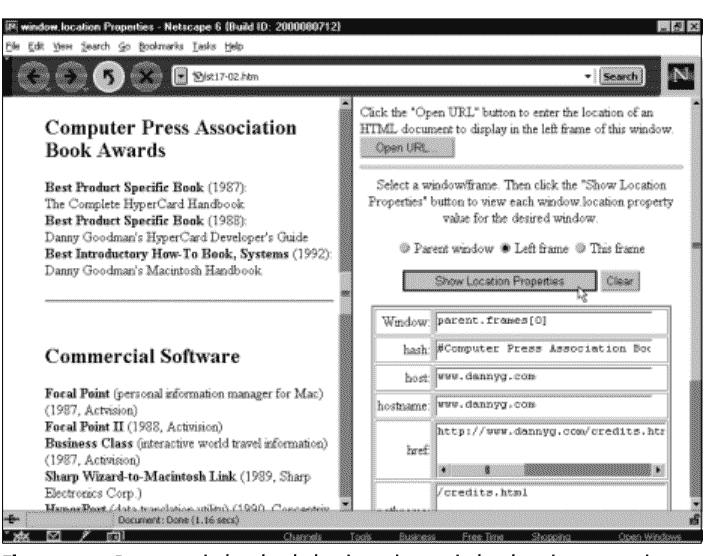 window.location Properties - Netscape 6 {Build ID: 2000080712}
File Edit View Search Go Bookmarks Tasks Help
list17-02.htm
Search
N
Computer Press Association
Book Awards
Best Product Specific Book (1987):
The Complete HyperCard Handbook
Best Product Specific Book (1988):
Danny Goodman's HyperCard Developer's Guide
Best Introductory How-To Book, Systems (1992):
Danny Goodman's Macintosh Handbook
Commercial Software
Focal Point (personal information manager for Mac)
(1987, Activision)
Focal Point II (1988, Activision)
Business Class (interactive world travel information)
(1987, Activision)
Sharp Wizard-to-Macintosh Link (1989, Sharp
Electronics Corp.)
HyperPort (data translation utility) (1990,
Click the "Open URL" button to enter the location of an
HTML document to display in the left frame of this window.
Open URL...
Select a window/frame. Then click the "Show Location
Properties" button to view each window.location property
value for the desired window.
Parent window Left frame This frame
Show Location Properties Clear
Window: parent.frames[0]
hash: #Computer Press Association Boo
host: www.dannyg.com
hostname: www.dannyg.com
href: http://www.dannyg.com/credits.htm
/credits.html
Document: Done (1.16 secs)
Channels Tools Business Free Time Shopping Open Windows